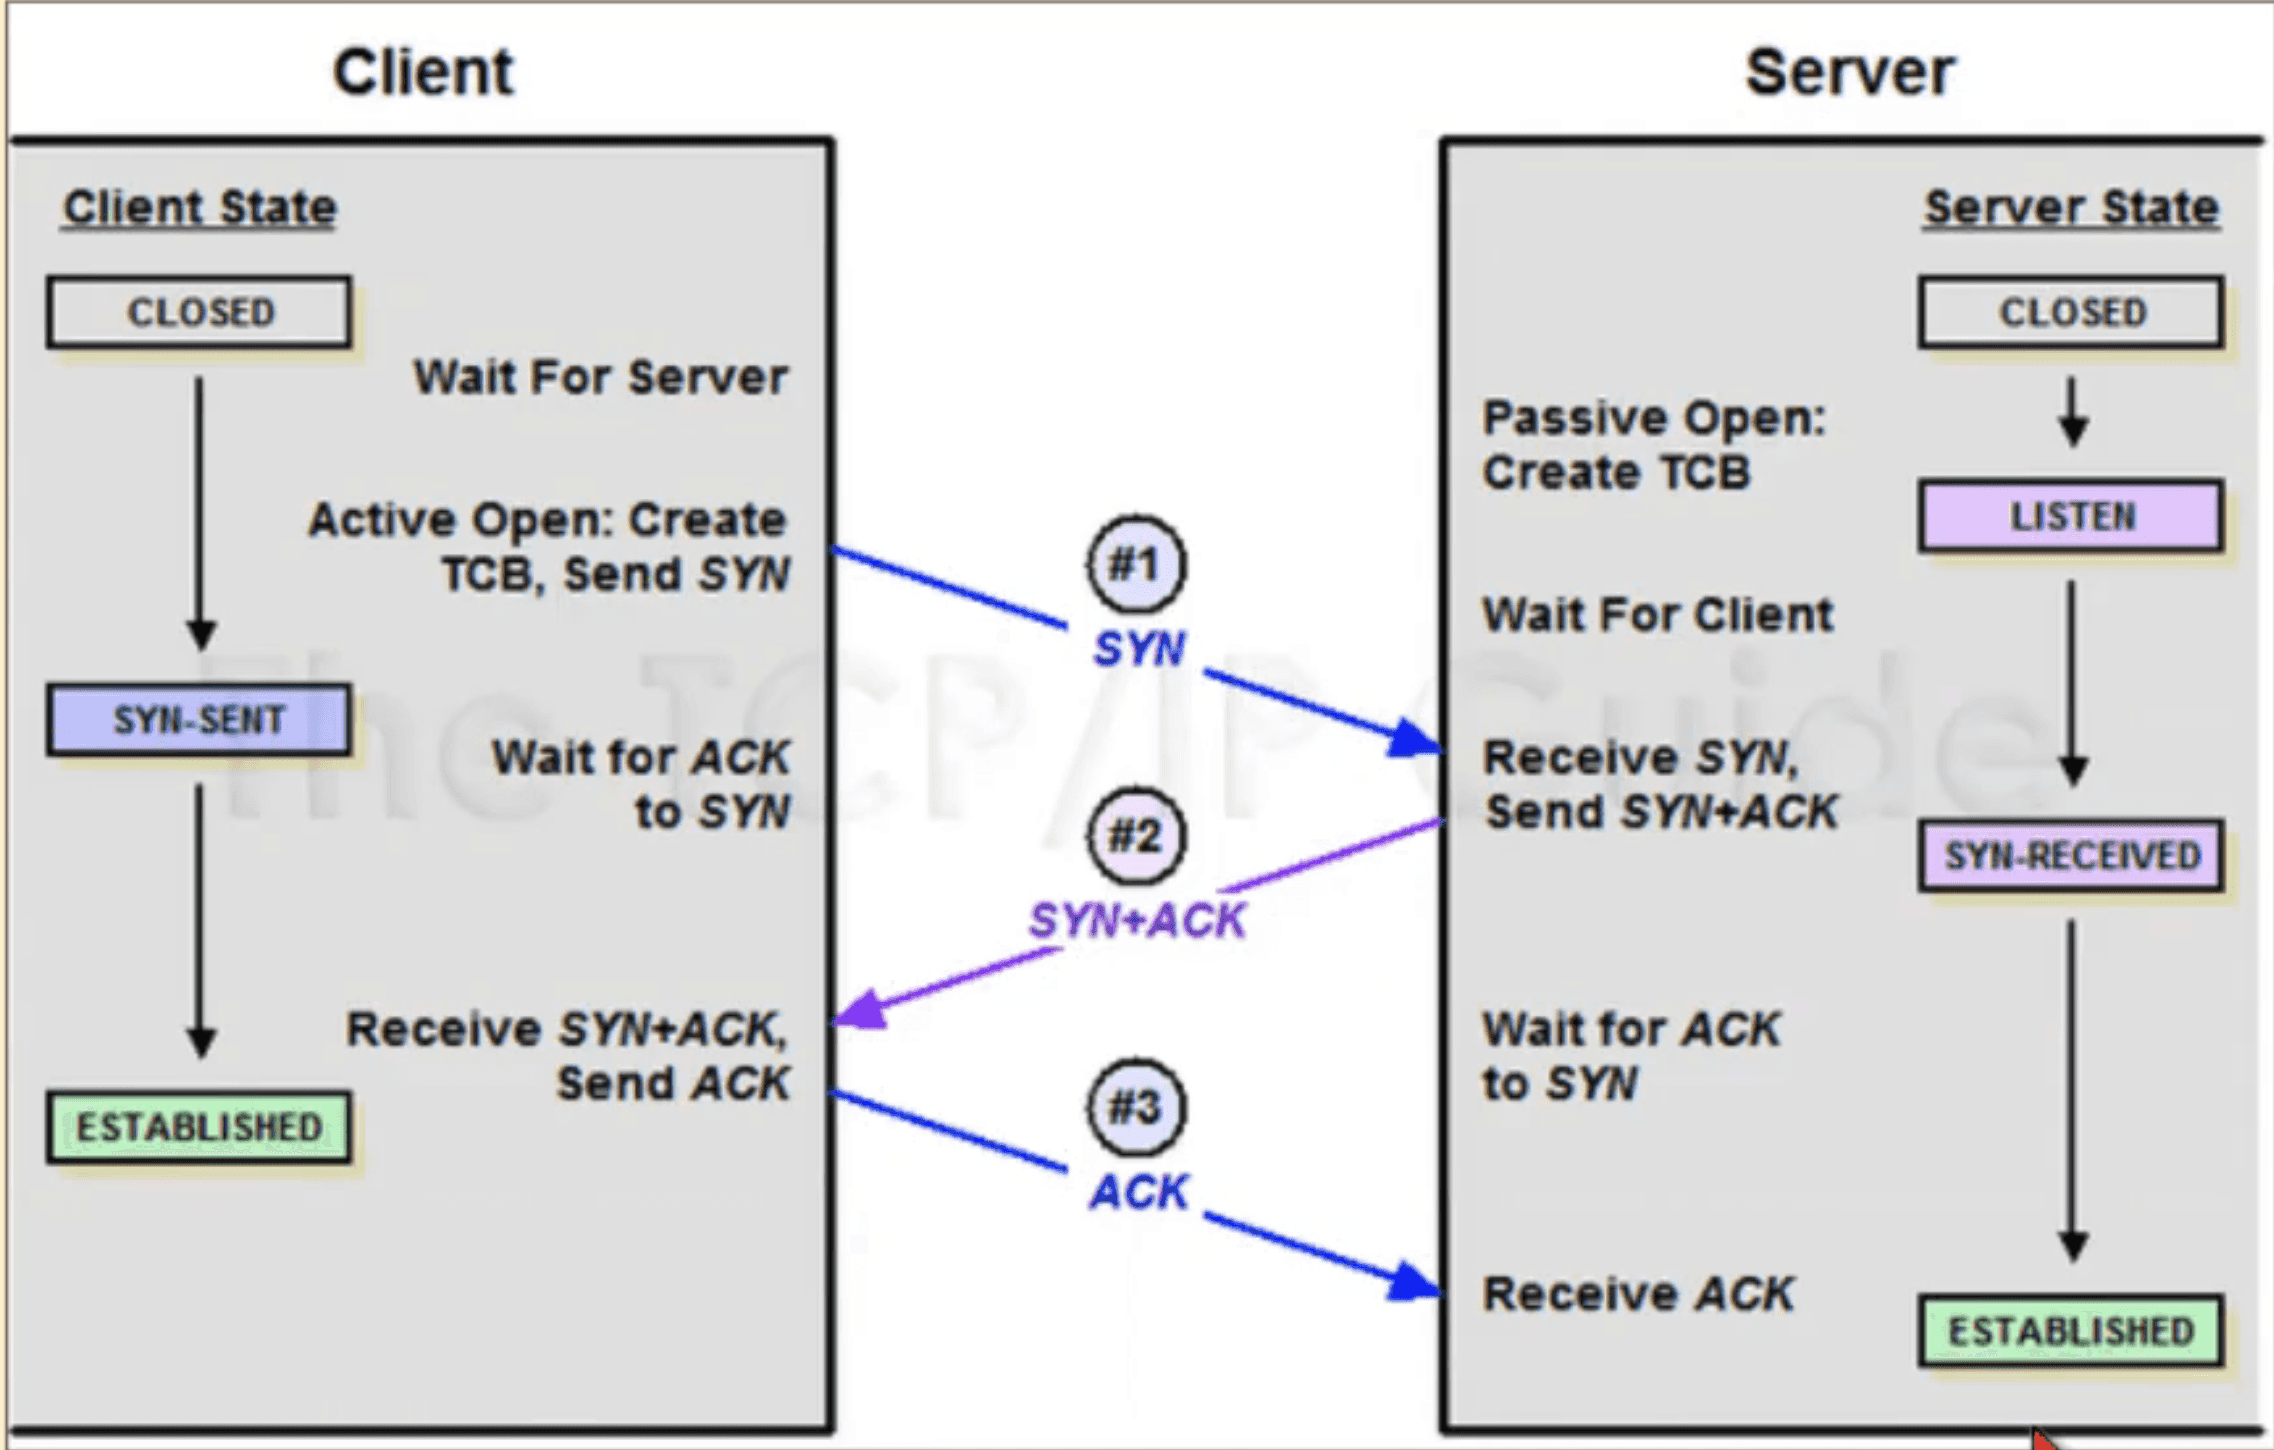 Client
Server
Client State
CLOSED
Wait For Server
Active Open: Create
TCB, Send SYN
SYN-SENT
Wait for ACK
to SYN
Receive SYN+ACK,
Send ACK
ESTABLISHED
#1
SYN
#2
SYN+ACK
#3
ACK
Server State
CLOSED
Passive Open:
Create TCB
LISTEN
Wait For Client
Receive SYN,
Send SYN+ACK
SYN-RECEIVED
Wait for ACK
to SYN
Receive ACK
ESTABLISHED
The TCP/IP Guide